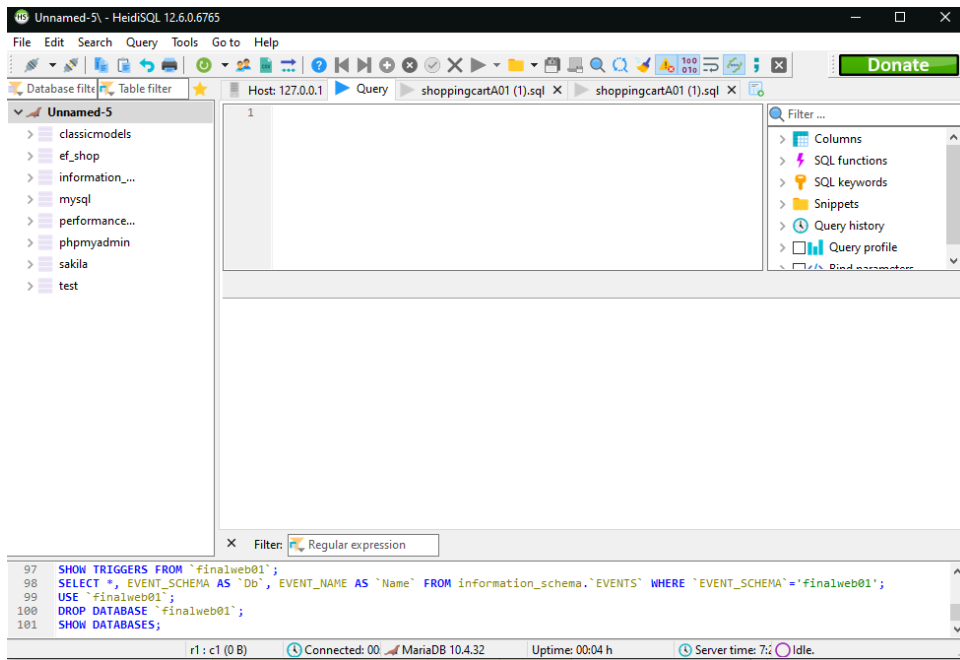 HS Unnamed-5\ - HeidiSQL 12.6.0.6765
File Edit Search Query Tools Go to Help
Donate
Database filte Table filter Host: 127.0.0.1 Query shoppingcartA01 (1).sql shoppingcartA01 (1).sql
Unnamed-5
classicmodels
ef_shop
information_...
mysql
performance...
phpmyadmin
sakila
test
1
Filter ...
Columns
SQL functions
SQL keywords
Snippets
Query history
Query profile
Bind parameters
Filter: Regular expression
97 SHOW TRIGGERS FROM `finalweb01`;
98 SELECT *, EVENT_SCHEMA AS `Db`, EVENT_NAME AS `Name` FROM information_schema.`EVENTS` WHERE `EVENT_SCHEMA`='finalweb01';
99 USE `finalweb01`;
100 DROP DATABASE `finalweb01`;
101 SHOW DATABASES;
r1 : c1 (0 B) Connected: 00 MariaDB 10.4.32 Uptime: 00:04 h Server time: 7:2 Idle.